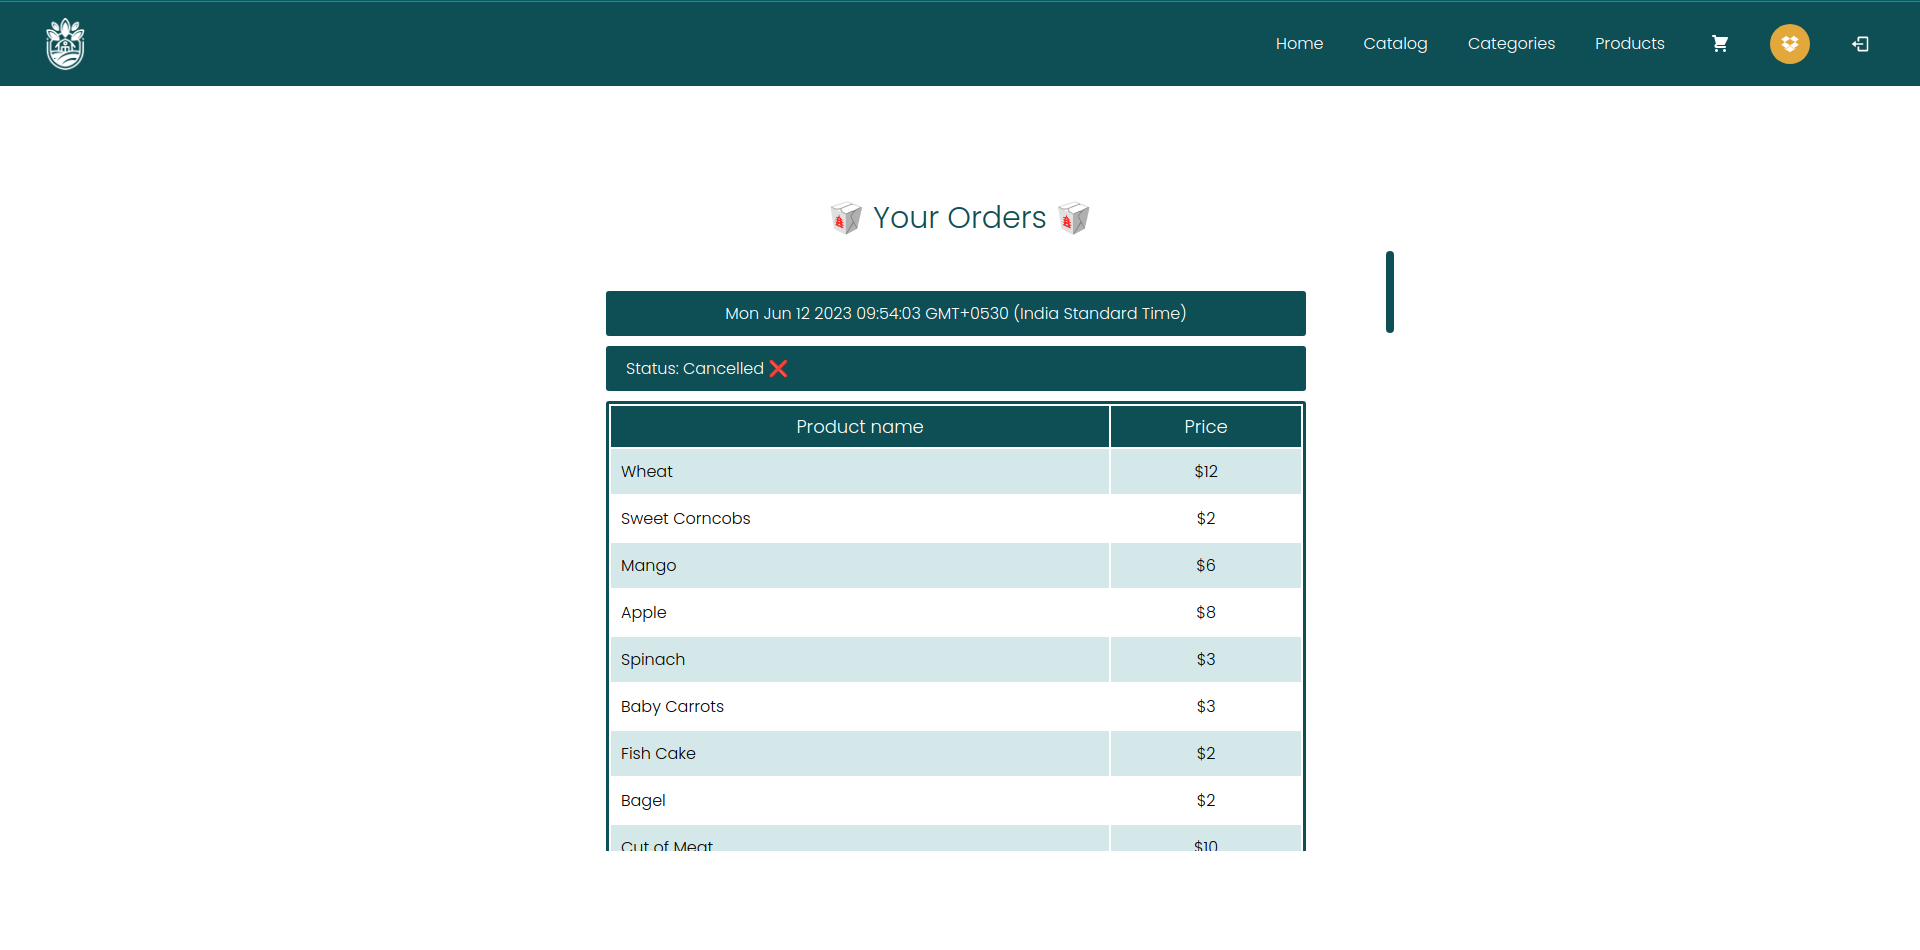 Home Catalog Categories Products
Your Orders
Mon Jun 12 2023 09:54:03 GMT+0530 (India Standard Time)
Status: Cancelled ❌
Product name Price
Wheat $12
Sweet Corncobs $2
Mango $6
Apple $8
Spinach $3
Baby Carrots $3
Fish Cake $2
Bagel $2
Cut of Meat $10